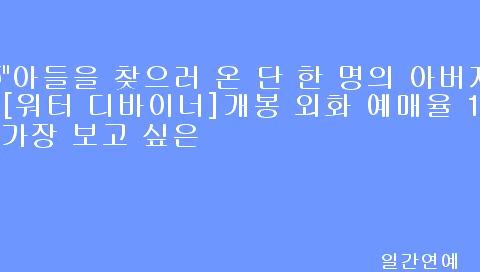 "아들을 찾으러 온 단 한 명의 아버지
[워터 디바이너]개봉 외화 예매율 1
가장 보고 싶은
일간연예